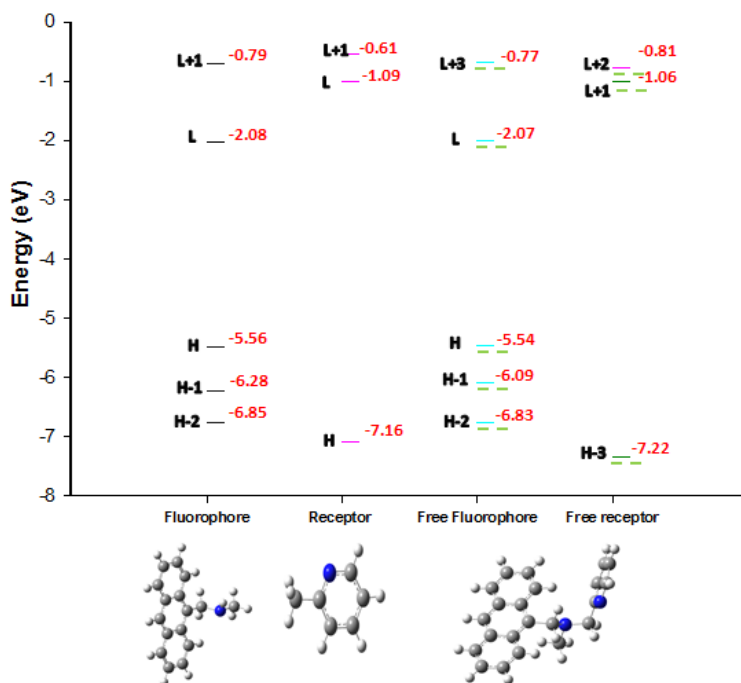 0
-1
-2
-3
-4
-5
-6
-7
-8
Energy (eV)
L+1 -0.79
L -2.08
H -5.56
H-1 -6.28
H-2 -6.85
L+1 -0.61
L -1.09
H -7.16
L+3 -0.77
L -2.07
H -5.54
H-1 -6.09
H-2 -6.83
L+2 -0.81
L+1 -1.06
H-3 -7.22
Fluorophore Receptor Free Fluorophore Free receptor